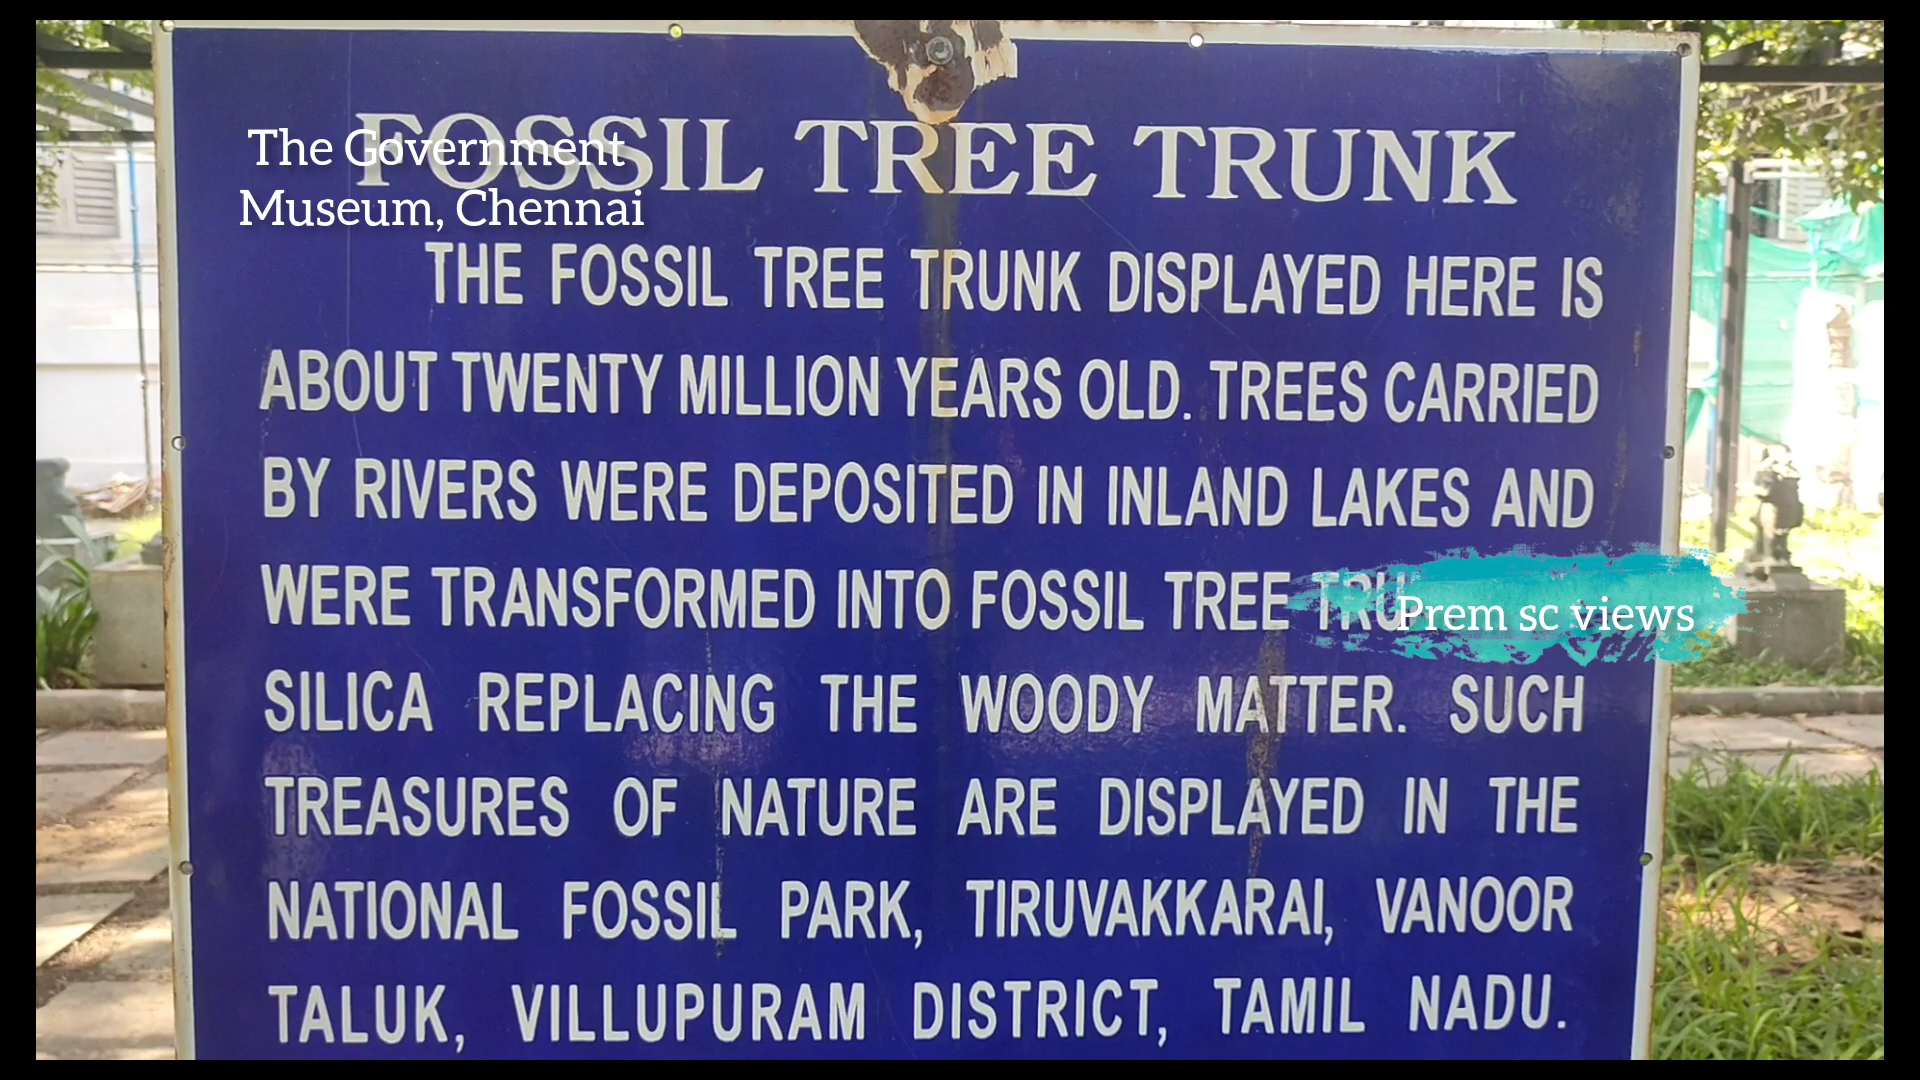 FOSSIL TREE TRUNK
The Government
Museum, Chennai
THE FOSSIL TREE TRUNK DISPLAYED HERE IS
ABOUT TWENTY MILLION YEARS OLD. TREES CARRIED
BY RIVERS WERE DEPOSITED IN INLAND LAKES AND
WERE TRANSFORMED INTO FOSSIL TREE
Prem sc views
SILICA REPLACING THE WOODY MATTER. SUCH
TREASURES OF NATURE ARE DISPLAYED IN THE
NATIONAL FOSSIL PARK, TIRUVAKKARAI, VANOOR
TALUK, VILLUPURAM DISTRICT, TAMIL NADU.